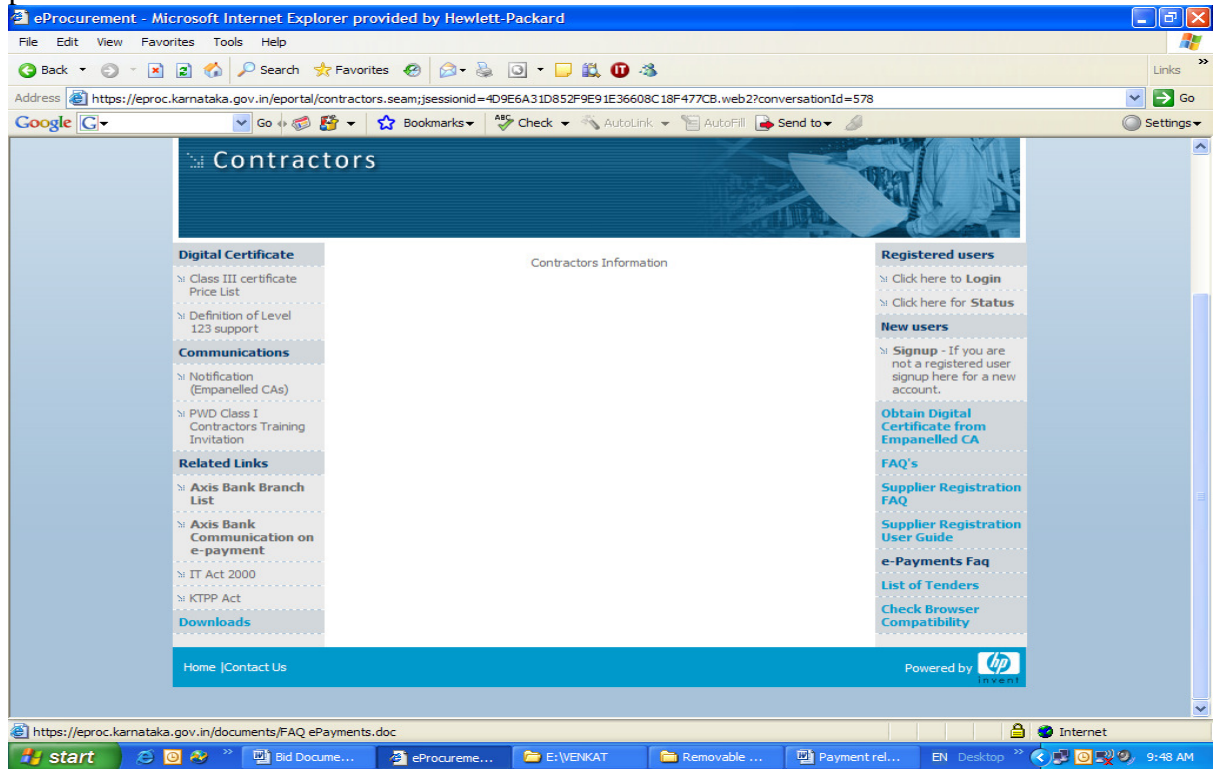 eProcurement - Microsoft Internet Explorer provided by Hewlett-Packard
File Edit View Favorites Tools Help
Back Search Favorites Links
Address https://eproc.karnataka.gov.in/eportal/contractors.seam;jsessionid=4D9E6A31D852F9E91E36608C18F477CB.web2?conversationId=578 Go
Google G Go Bookmarks ABC Check AutoLink AutoFill Send to Settings
Contractors
Digital Certificate
Class III certificate
Price List
Definition of Level
123 support
Communications
Notification
(Empanelled CAs)
PWD Class I
Contractors Training
Invitation
Related Links
Axis Bank Branch
List
Axis Bank
Communication on
e-payment
IT Act 2000
KTPP Act
Downloads
Contractors Information
Registered users
Click here to Login
Click here for Status
New users
Signup - If you are
not a registered user
signup here for a new
account.
Obtain Digital
Certificate from
Empanelled CA
FAQ's
Supplier Registration
FAQ
Supplier Registration
User Guide
e-Payments Faq
List of Tenders
Check Browser
Compatibility
Home |Contact Us
Powered by hp
invent
https://eproc.karnataka.gov.in/documents/FAQ ePayments.doc Internet
start Bid Docume... eProcureme... E:\VENKAT Removable ... Payment rel... EN Desktop 9:48 AM